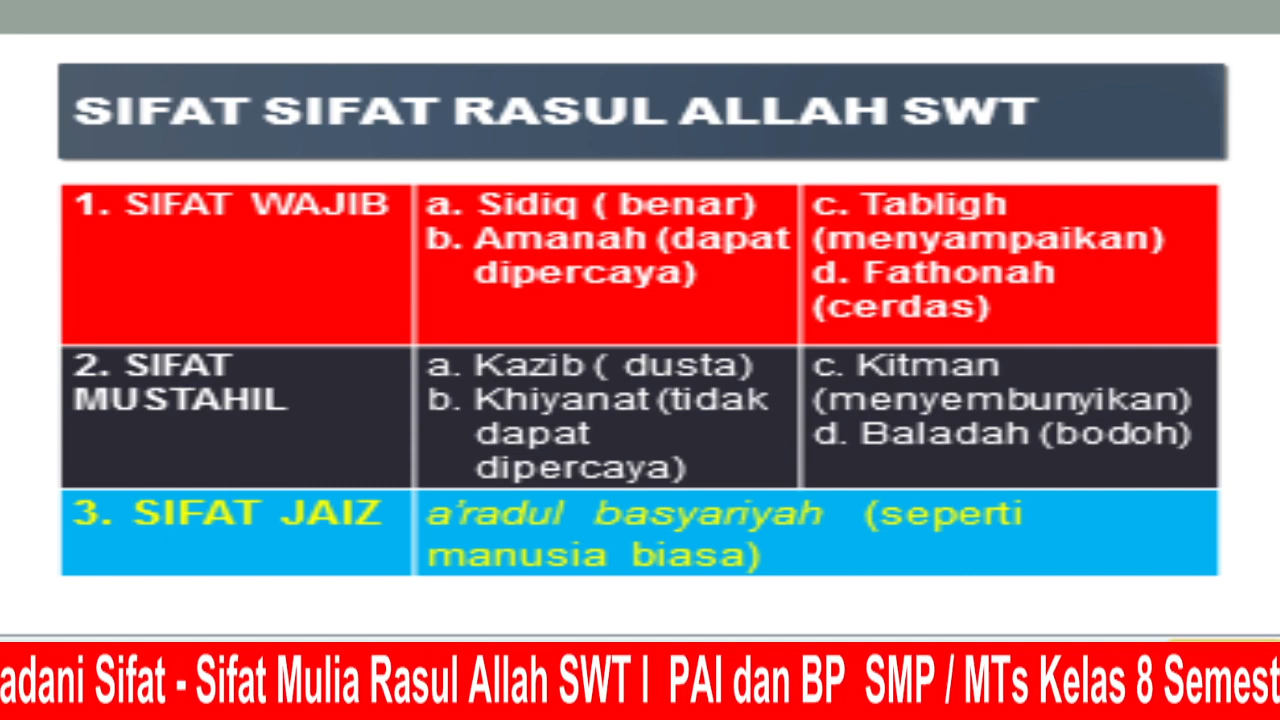 SIFAT SIFAT RASUL ALLAH SWT
1. SIFAT WAJIB
a. Sidiq ( benar)
b. Amanah (dapat
dipercaya)
c. Tabligh
(menyampaikan)
d. Fathonah
(cerdas)
2. SIFAT
MUSTAHIL
a. Kazib ( dusta)
b. Khiyanat (tidak
dapat
dipercaya)
c. Kitman
(menyembunyikan)
d. Baladah (bodoh)
3. SIFAT JAIZ
a'radul basyariyah (seperti
manusia biasa)
adani Sifat - Sifat Mulia Rasul Allah SWT I PAI dan BP SMP / MTs Kelas 8 Semest